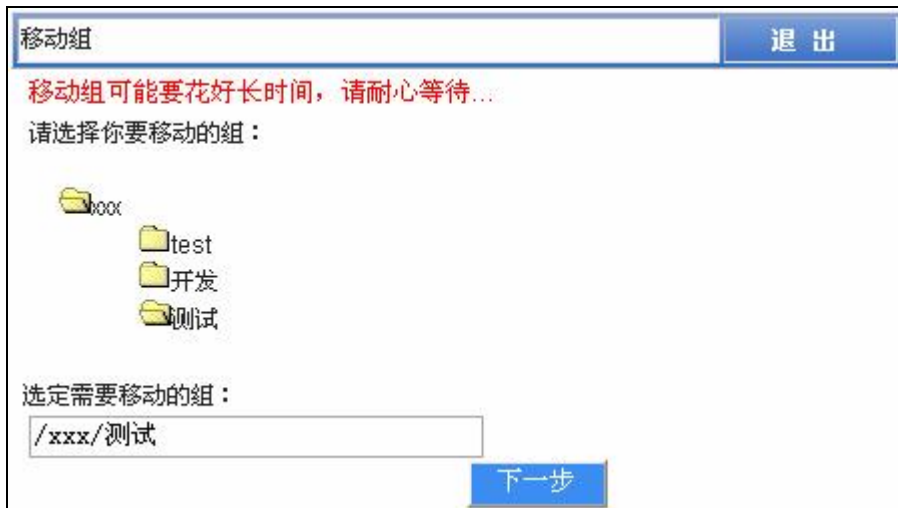 移动组
退 出
移动组可能要花好长时间，请耐心等待...
请选择你要移动的组：
xxx
test
开发
测试
选定需要移动的组：
/xxx/测试
下一步